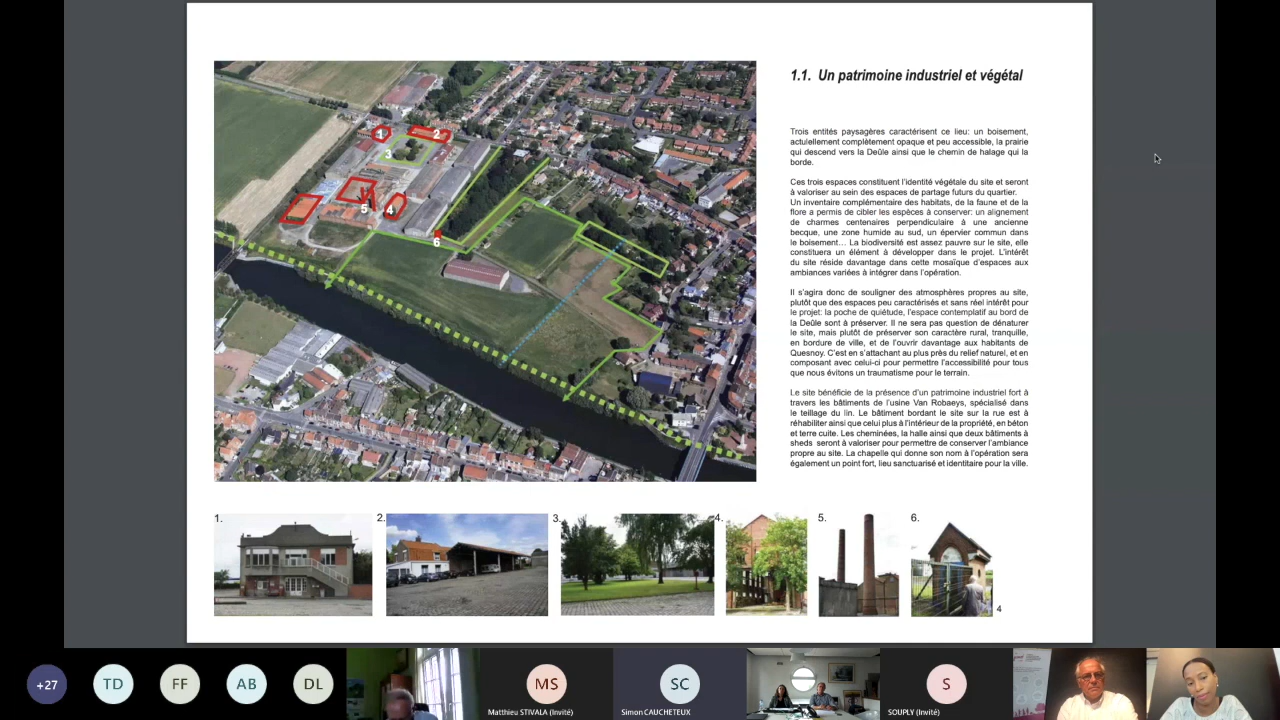 1.1. Un patrimoine industriel et végétal
Trois entités paysagères caractérisent ce lieu: un boisement,
actulellement complètement opaque et peu accessible, la prairie
qui descend vers la Deûle ainsi que le chemin de halage qui la
borde.
Ces trois espaces constituent l'identité végétale du site et seront
à valoriser au sein des espaces de partage futurs du quartier.
Un inventaire complémentaire des habitats, de la faune et de la
flore a permis de cibler les espèces à conserver: un alignement
de charmes centenaires perpendiculaire à une ancienne
becque, une zone humide au sud, un épervier commun dans
le boisement… La biodiversité est assez pauvre sur le site, elle
constituera un élément à développer dans le projet. L'intérêt
du site réside davantage dans cette mosaïque d'espaces aux
ambiances variées à intégrer dans l'opération.
Il s'agira donc de souligner des atmosphères propres au site,
plutôt que des espaces peu caractérisés et sans réel intérêt pour
le projet: la poche de quiétude, l'espace contemplatif au bord de
la Deûle sont à préserver. Il ne sera pas question de dénaturer
le site, mais plutôt de préserver son caractère rural, tranquille,
en bordure de ville, et de l'ouvrir davantage aux habitants de
Quesnoy. C'est en s'attachant au plus près du relief naturel, et en
composant avec celui-ci pour permettre l'accessibilité pour tous
que nous évitons un traumatisme pour le terrain.
Le site bénéficie de la présence d'un patrimoine industriel fort à
travers les bâtiments de l'usine Van Robaeys, spécialisé dans
le teillage du lin. Le bâtiment bordant le site sur la rue est à
réhabiliter ainsi que celui plus à l'intérieur de la propriété, en béton
et terre cuite. Les cheminées, la halle ainsi que deux bâtiments à
sheds seront à valoriser pour permettre de conserver l'ambiance
propre au site. La chapelle qui donne son nom à l'opération sera
également un point fort, lieu sanctuarisé et identitaire pour la ville.
1
2
3
5
4
6
1.
2.
3.
4.
5.
6.
4
+27
TD
FF
AB
DL
MS
Matthieu STIVALA (Invité)
SC
Simon CAUCHETEUX
S
SOUPLY (Invité)